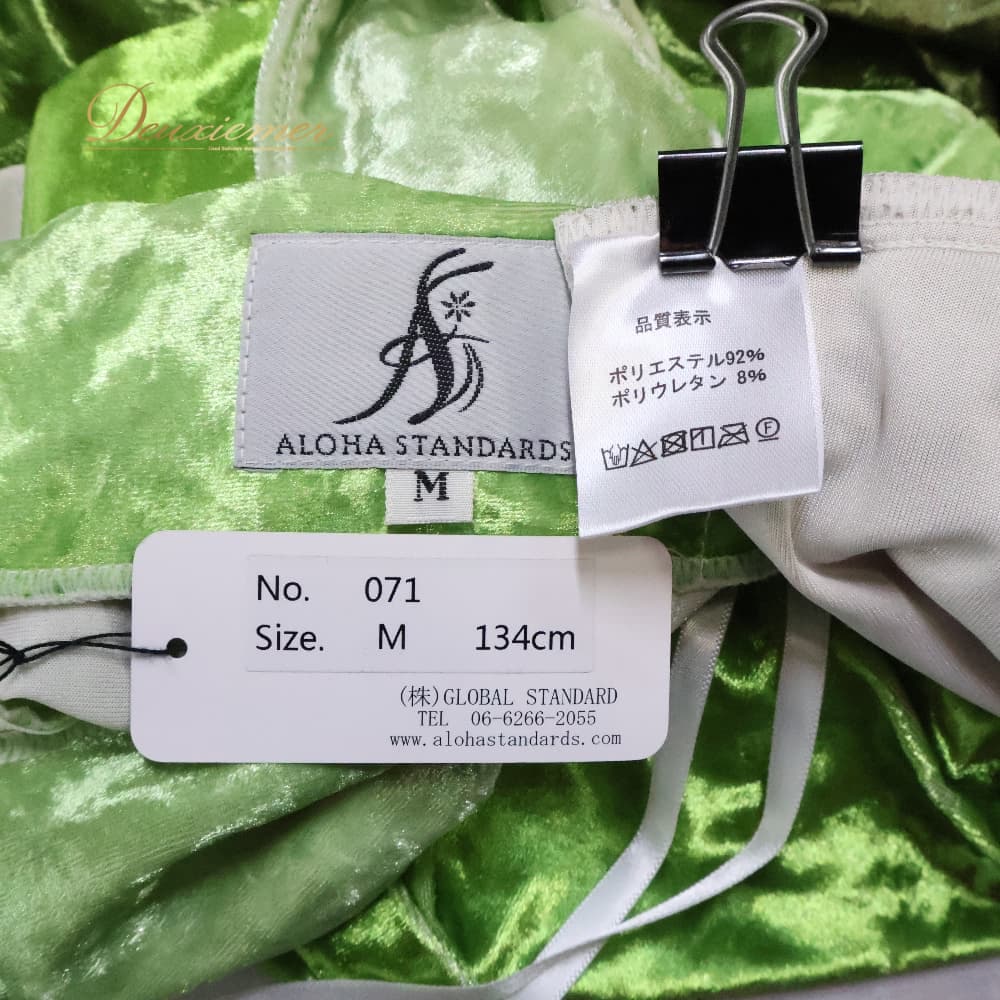 Deuxiemer
品質表示
ポリエステル92%
ポリウレタン 8%
F
ALOHA STANDARDS
M
No. 071
Size. M 134cm
(株)GLOBAL STANDARD
TEL 06-6266-2055
www.alohastandards.com